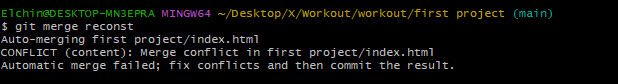 Elchin@DESKTOP-MN3EPRA MINGW64 ~/Desktop/X/Workout/workout/first project (main)
$ git merge reconst
Auto-merging first project/index.html
CONFLICT (content): Merge conflict in first project/index.html
Automatic merge failed; fix conflicts and then commit the result.